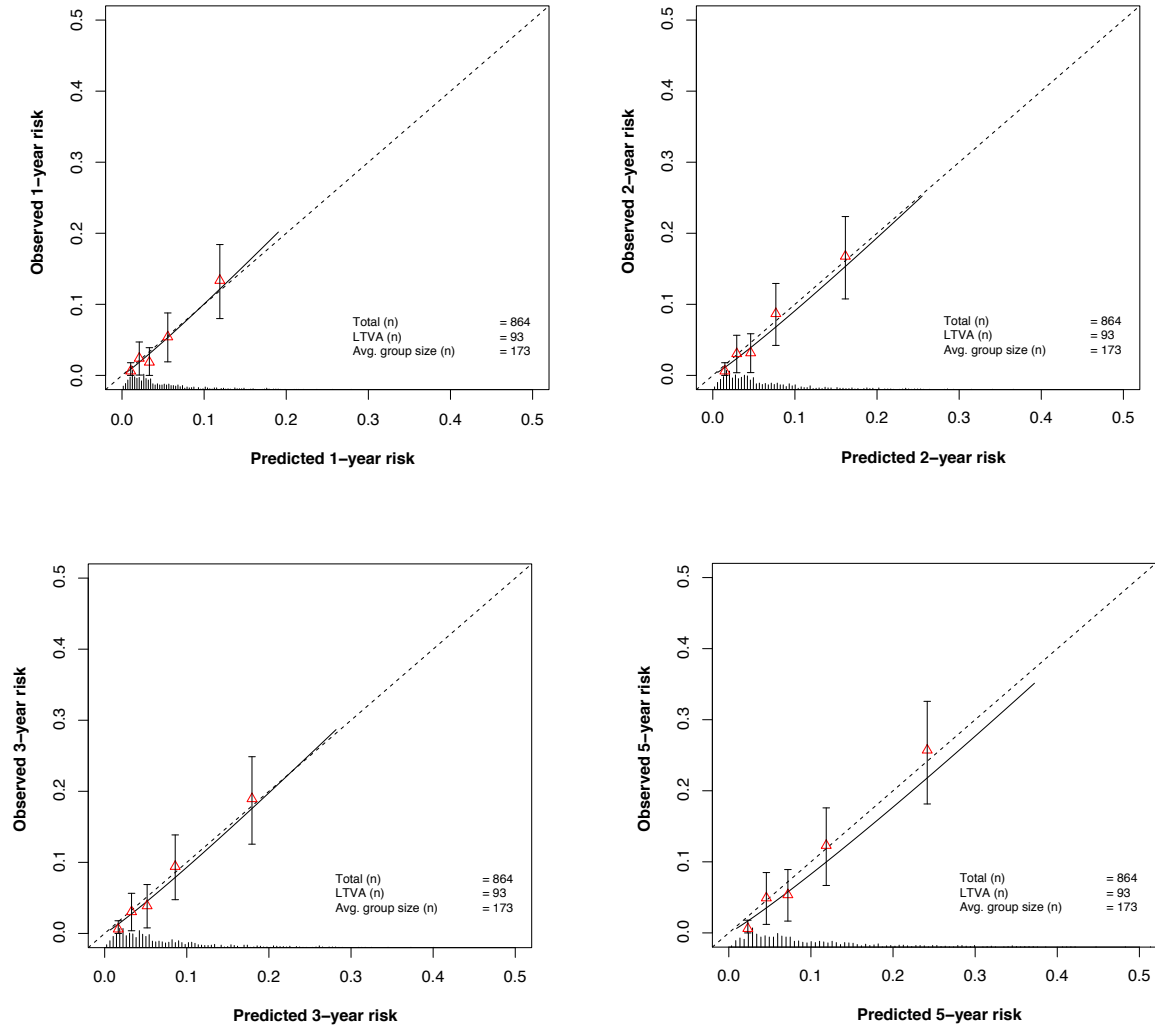 0.5
0.4
0.3
0.2
0.1
0.0
Observed 1−year risk
Total (n) = 864
LTVA (n) = 93
Avg. group size (n) = 173
0.0 0.1 0.2 0.3 0.4 0.5
Predicted 1−year risk
0.5
0.4
0.3
0.2
0.1
0.0
Observed 2−year risk
Total (n) = 864
LTVA (n) = 93
Avg. group size (n) = 173
0.0 0.1 0.2 0.3 0.4 0.5
Predicted 2−year risk
0.5
0.4
0.3
0.2
0.1
0.0
Observed 3−year risk
Total (n) = 864
LTVA (n) = 93
Avg. group size (n) = 173
0.0 0.1 0.2 0.3 0.4 0.5
Predicted 3−year risk
0.5
0.4
0.3
0.2
0.1
0.0
Observed 5−year risk
Total (n) = 864
LTVA (n) = 93
Avg. group size (n) = 173
0.0 0.1 0.2 0.3 0.4 0.5
Predicted 5−year risk